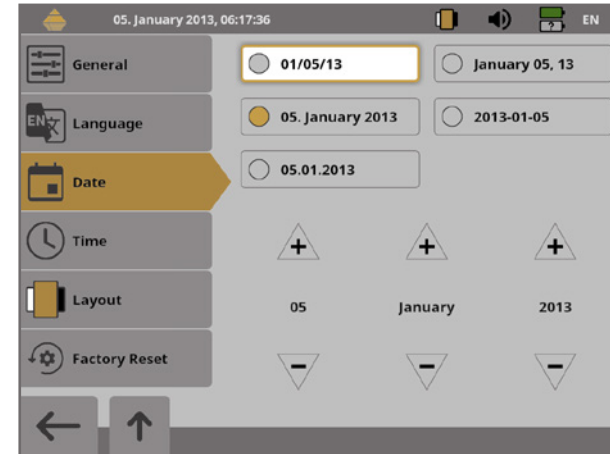 05. January 2013, 06:17:36
?
EN
General
01/05/13
January 05, 13
EN
Language
05. January 2013
2013-01-05
Date
05.01.2013
Time
+ + +
Layout
05 January 2013
Factory Reset
- - -